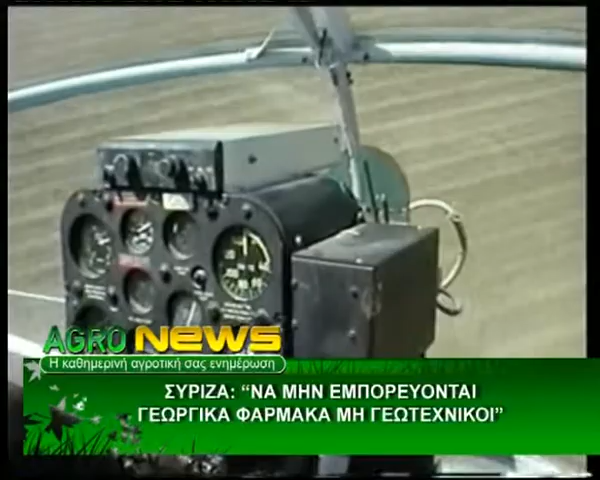 AGRO NEWS
Η καθημερινή αγροτική σας ενημέρωση
ΣΥΡΙΖΑ: “ΝΑ ΜΗΝ ΕΜΠΟΡΕΥΟΝΤΑΙ
ΓΕΩΡΓΙΚΑ ΦΑΡΜΑΚΑ ΜΗ ΓΕΩΤΕΧΝΙΚΟΙ”